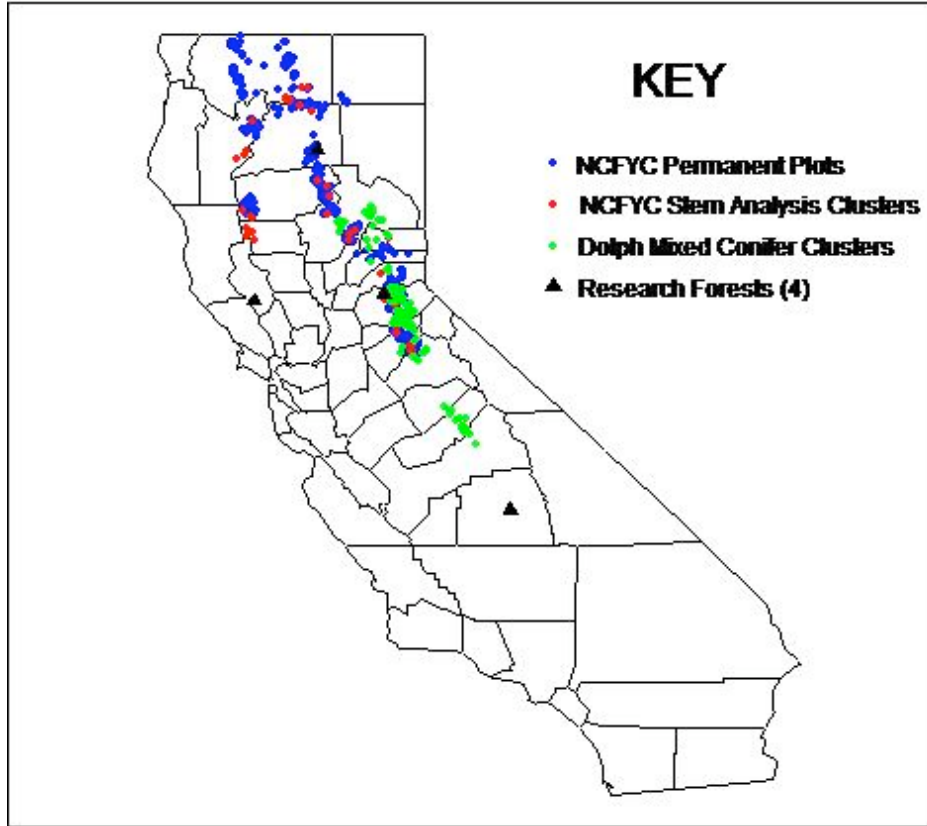 KEY
NCFYC Permanent Plots
NCFYC Stem Analysis Clusters
Dolph Mixed Conifer Clusters
Research Forests (4)